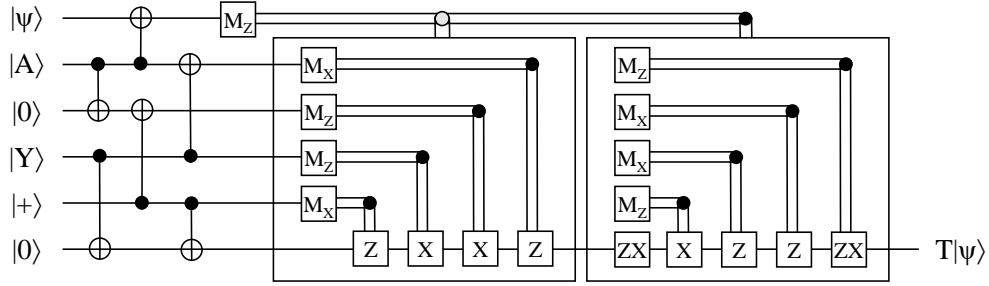 |ψ⟩ M_Z
|A⟩ M_X M_Z
|0⟩ M_Z M_X
|Y⟩ M_Z M_X
|+⟩ M_X M_Z
|0⟩ Z X X Z ZX X Z Z ZX T|ψ⟩